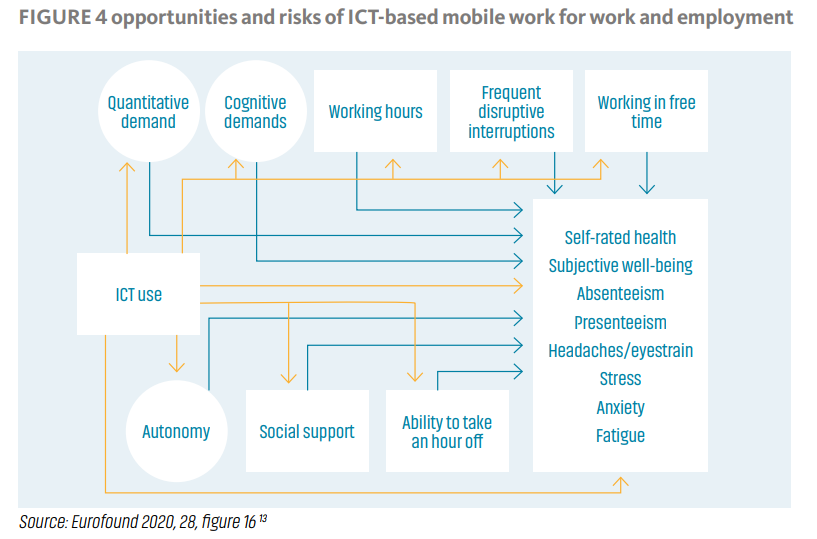 FIGURE 4 opportunities and risks of ICT-based mobile work for work and employment
Quantitative
demand
Cognitive
demands
Working hours
Frequent
disruptive
interruptions
Working in free
time
ICT use
Self-rated health
Subjective well-being
Absenteeism
Presenteeism
Headaches/eyestrain
Stress
Anxiety
Fatigue
Autonomy
Social support
Ability to take
an hour off
Source: Eurofound 2020, 28, figure 16 13